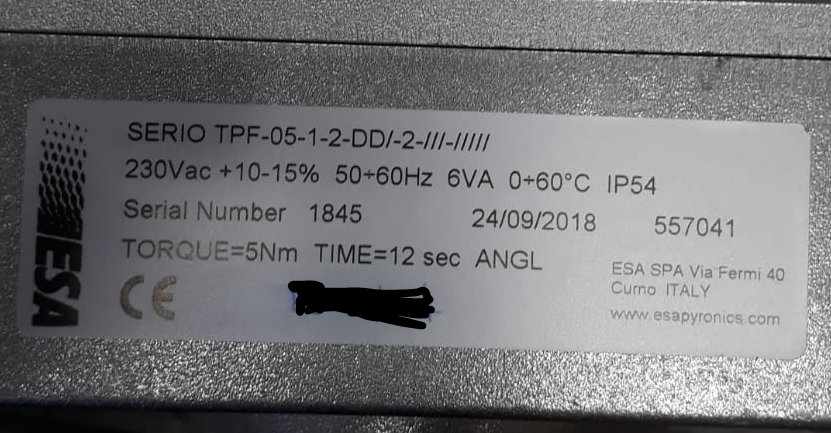 SERIO TPF-05-1-2-DD/-2-///-/////
230Vac +10-15% 50÷60Hz 6VA 0÷60°C IP54
Serial Number 1845 24/09/2018 557041
TORQUE=5Nm TIME=12 sec ANGL
ESA SPA Via Fermi 40
Curno ITALY
www.esapyronics.com
CE
ESA